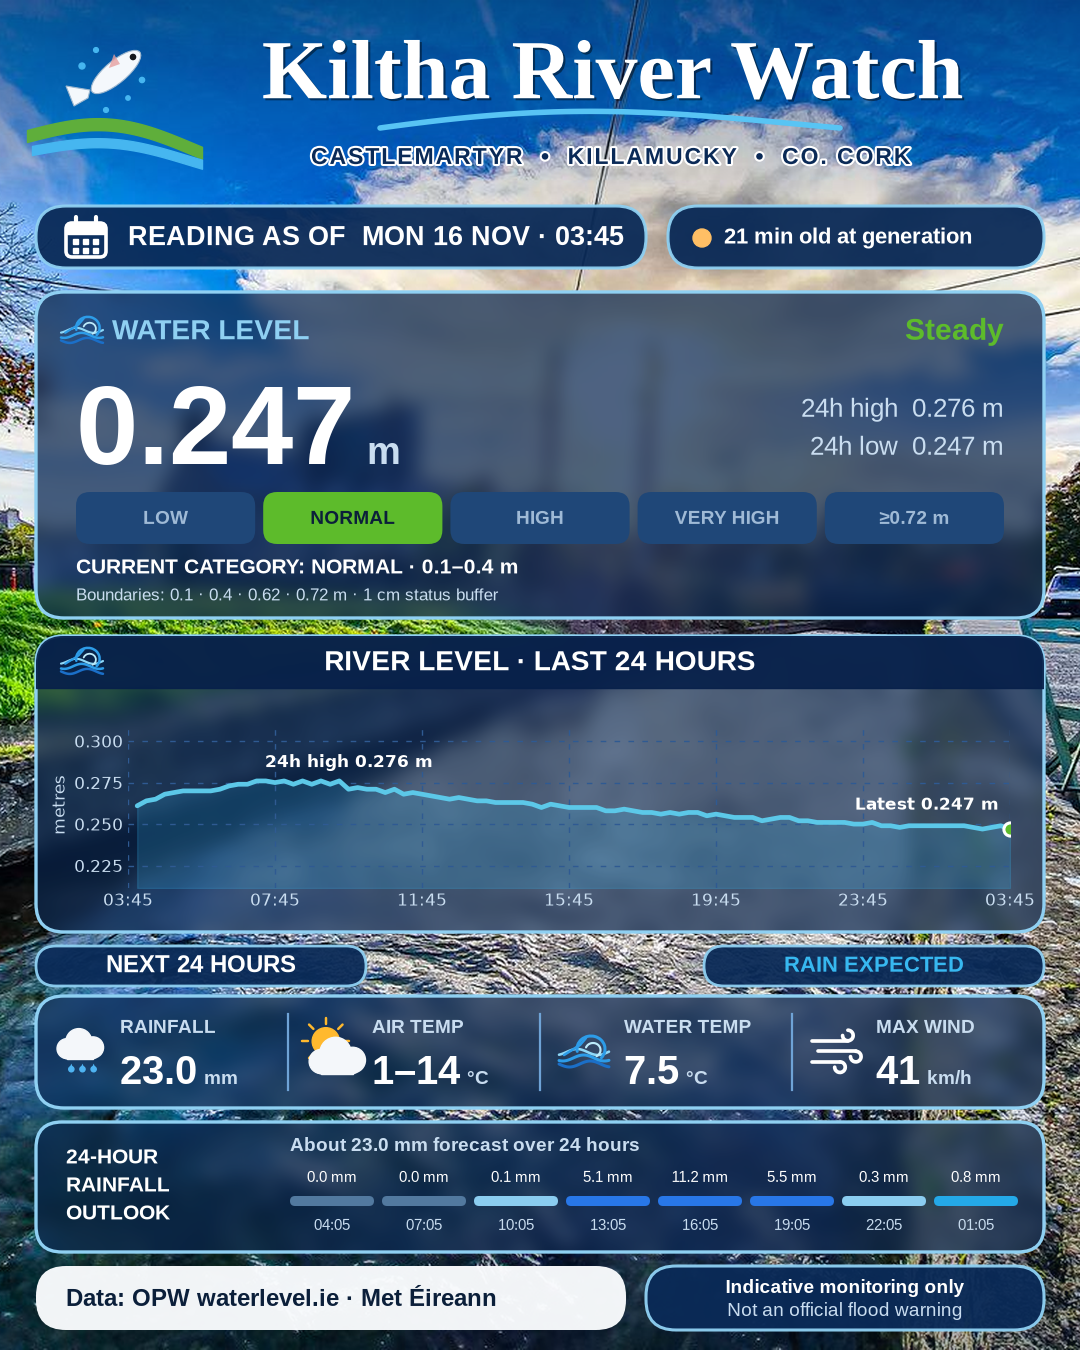 Kiltha River Watch
CASTLEMARTYR • KILLAMUCKY • CO. CORK
READING AS OF MON 16 NOV · 03:45
21 min old at generation
WATER LEVEL
Steady
0.247 m
24h high 0.276 m
24h low 0.247 m
LOW
NORMAL
HIGH
VERY HIGH
≥0.72 m
CURRENT CATEGORY: NORMAL · 0.1–0.4 m
Boundaries: 0.1 · 0.4 · 0.62 · 0.72 m · 1 cm status buffer
RIVER LEVEL · LAST 24 HOURS
metres
0.300
0.275
0.250
0.225
24h high 0.276 m
Latest 0.247 m
03:45 07:45 11:45 15:45 19:45 23:45 03:45
NEXT 24 HOURS
RAIN EXPECTED
RAINFALL
23.0 mm
AIR TEMP
1–14 °C
WATER TEMP
7.5 °C
MAX WIND
41 km/h
24-HOUR
RAINFALL
OUTLOOK
About 23.0 mm forecast over 24 hours
0.0 mm 0.0 mm 0.1 mm 5.1 mm 11.2 mm 5.5 mm 0.3 mm 0.8 mm
04:05 07:05 10:05 13:05 16:05 19:05 22:05 01:05
Data: OPW waterlevel.ie · Met Éireann
Indicative monitoring only
Not an official flood warning